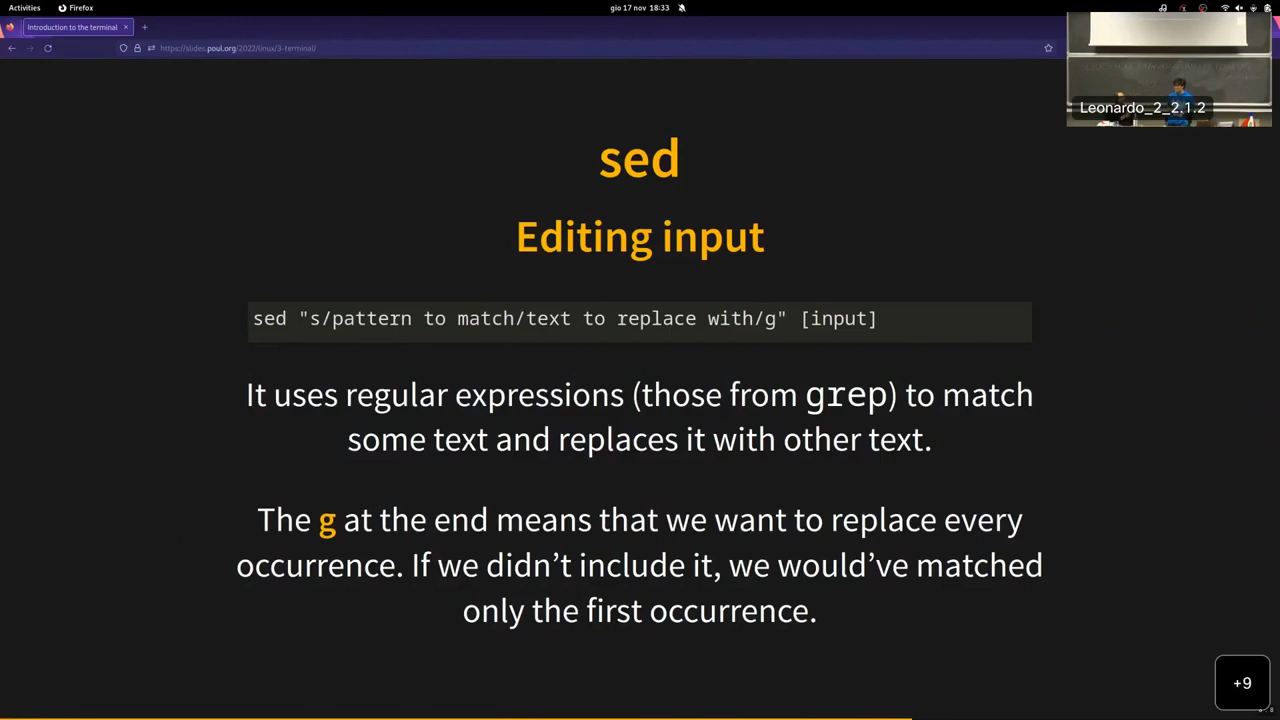 Activities
Firefox
gio 17 nov 18:33
Introduction to the terminal
https://slides.poul.org/2022/linux/3-terminal/
Leonardo_2_2.1.2
sed
Editing input
sed "s/pattern to match/text to replace with/g" [input]
It uses regular expressions (those from grep) to match
some text and replaces it with other text.
The g at the end means that we want to replace every
occurrence. If we didn’t include it, we would’ve matched
only the first occurrence.
+9